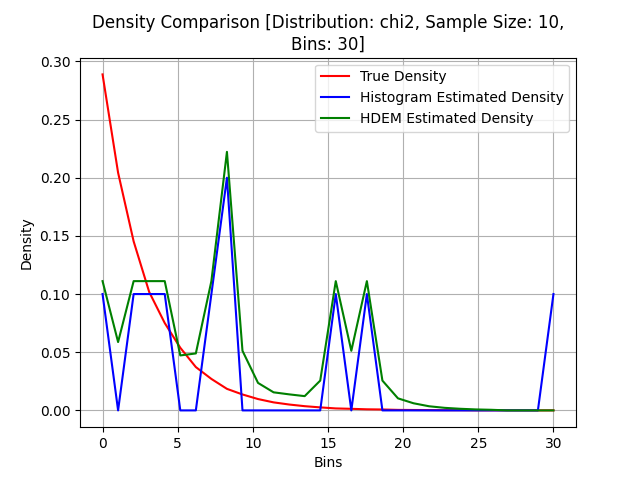 Density Comparison [Distribution: chi2, Sample Size: 10,
Bins: 30]
True Density
Histogram Estimated Density
HDEM Estimated Density
Density
0.30
0.25
0.20
0.15
0.10
0.05
0.00
0 5 10 15 20 25 30
Bins